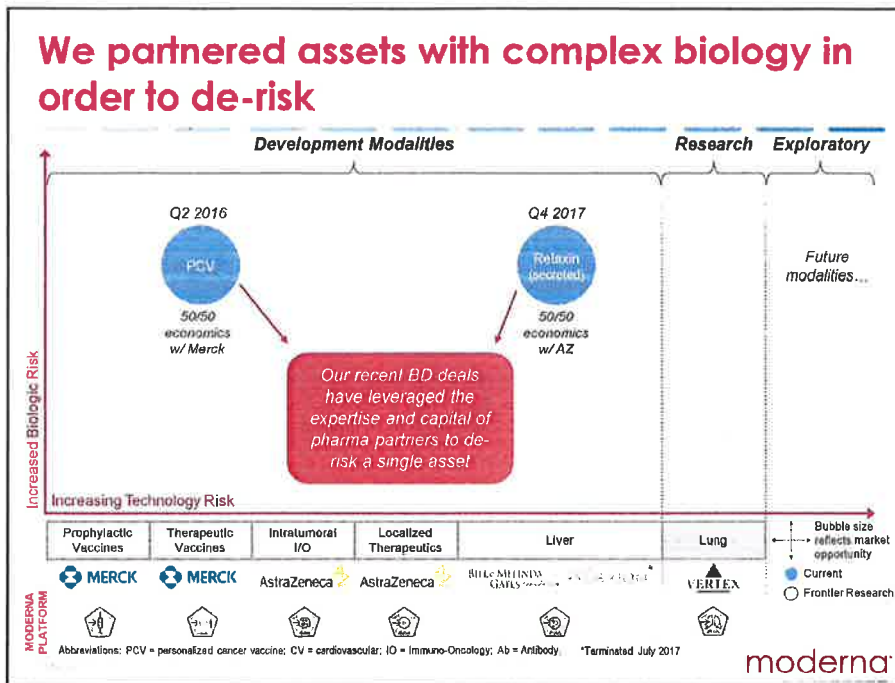 We partnered assets with complex biology in
order to de-risk
Development Modalities
Research
Exploratory
Q2 2016
Q4 2017
PCV
Relaxin
(secreted)
Future
modalities...
50/50
economics
w/ Merck
50/50
economics
w/ AZ
Our recent BD deals
have leveraged the
expertise and capital of
pharma partners to de-
risk a single asset
Increased Biologic Risk
Increasing Technology Risk
Prophylactic
Vaccines
Therapeutic
Vaccines
Intratumoral
I/O
Localized
Therapeutics
Liver
Lung
Bubble size
reflects market
opportunity
Current
Frontier Research
MERCK
MERCK
AstraZeneca
AstraZeneca
BILL & MELINDA
GATES
*
VERTEX
MODERNA
PLATFORM
Abbreviations: PCV = personalized cancer vaccine; CV = cardiovascular; IO = Immuno-Oncology; Ab = Antibody. *Terminated July 2017
moderna